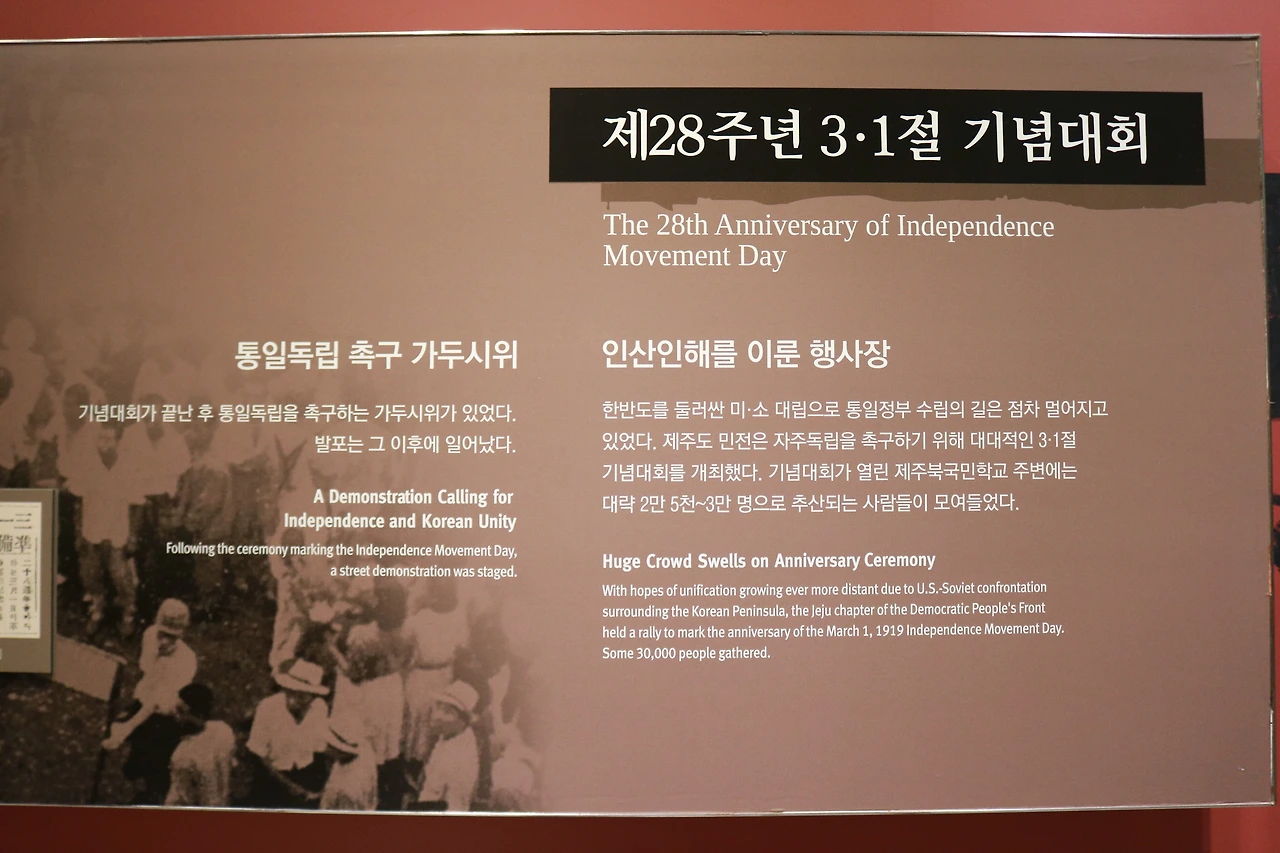 제28주년 3·1절 기념대회
The 28th Anniversary of Independence
Movement Day
통일독립 촉구 가두시위
기념대회가 끝난 후 통일독립을 촉구하는 가두시위가 있었다.
발포는 그 이후에 일어났다.
A Demonstration Calling for
Independence and Korean Unity
Following the ceremony marking the Independence Movement Day,
a street demonstration was staged.
인산인해를 이룬 행사장
한반도를 둘러싼 미·소 대립으로 통일정부 수립의 길은 점차 멀어지고
있었다. 제주도 민전은 자주독립을 촉구하기 위해 대대적인 3·1절
기념대회를 개최했다. 기념대회가 열린 제주북국민학교 주변에는
대략 2만 5천~3만 명으로 추산되는 사람들이 모여들었다.
Huge Crowd Swells on Anniversary Ceremony
With hopes of unification growing ever more distant due to U.S.-Soviet confrontation
surrounding the Korean Peninsula, the Jeju chapter of the Democratic People's Front
held a rally to mark the anniversary of the March 1, 1919 Independence Movement Day.
Some 30,000 people gathered.